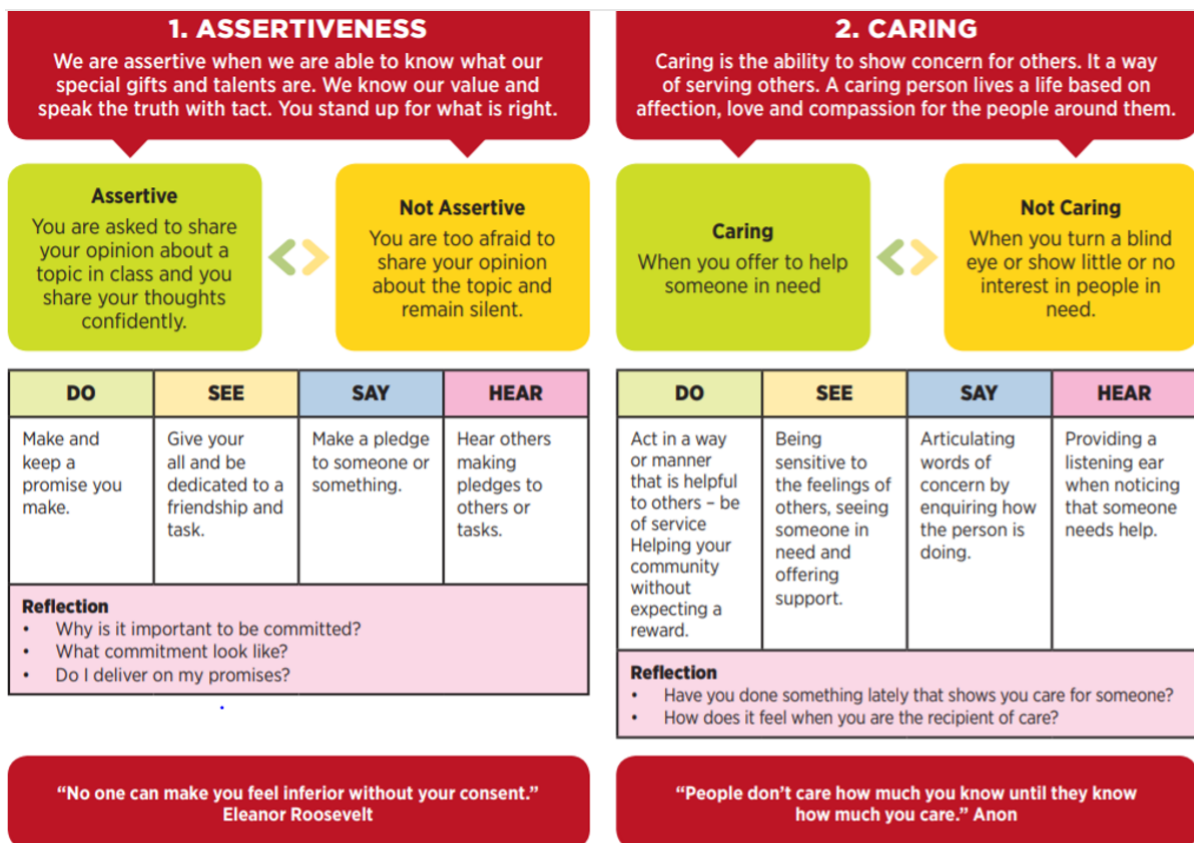 1. ASSERTIVENESS
We are assertive when we are able to know what our
special gifts and talents are. We know our value and
speak the truth with tact. You stand up for what is right.
Assertive
You are asked to share
your opinion about a
topic in class and you
share your thoughts
confidently.
Not Assertive
You are too afraid to
share your opinion
about the topic and
remain silent.
DO
SEE
SAY
HEAR
Make and
keep a
promise you
make.
Give your
all and be
dedicated to a
friendship and
task.
Make a pledge
to someone or
something.
Hear others
making
pledges to
others or
tasks.
Reflection
• Why is it important to be committed?
• What commitment look like?
• Do I deliver on my promises?
“No one can make you feel inferior without your consent.”
Eleanor Roosevelt
2. CARING
Caring is the ability to show concern for others. It a way
of serving others. A caring person lives a life based on
affection, love and compassion for the people around them.
Caring
When you offer to help
someone in need
Not Caring
When you turn a blind
eye or show little or no
interest in people in
need.
DO
SEE
SAY
HEAR
Act in a way
or manner
that is helpful
to others – be
of service
Helping your
community
without
expecting a
reward.
Being
sensitive to
the feelings of
others, seeing
someone in
need and
offering
support.
Articulating
words of
concern by
enquiring how
the person is
doing.
Providing a
listening ear
when noticing
that someone
needs help.
Reflection
• Have you done something lately that shows you care for someone?
• How does it feel when you are the recipient of care?
“People don’t care how much you know until they know
how much you care.” Anon